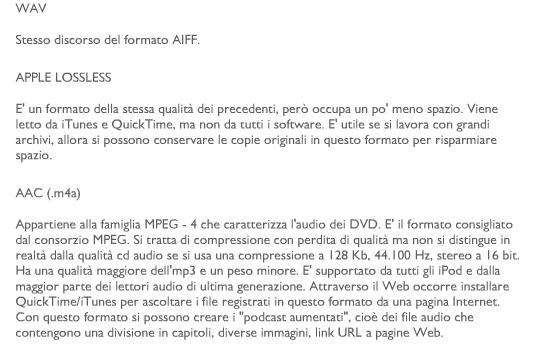 WAV
Stesso discorso del formato AIFF.
APPLE LOSSLESS
E' un formato della stessa qualità dei precedenti, però occupa un po' meno spazio. Viene
letto da iTunes e QuickTime, ma non da tutti i software. E' utile se si lavora con grandi
archivi, allora si possono conservare le copie originali in questo formato per risparmiare
spazio.
AAC (.m4a)
Appartiene alla famiglia MPEG - 4 che caratterizza l'audio dei DVD. E' il formato consigliato
dal consorzio MPEG. Si tratta di compressione con perdita di qualità ma non si distingue in
realtà dalla qualità cd audio se si usa una compressione a 128 Kb, 44.100 Hz, stereo a 16 bit.
Ha una qualità maggiore dell'mp3 e un peso minore. E' supportato da tutti gli iPod e dalla
maggior parte dei lettori audio di ultima generazione. Attraverso il Web occorre installare
QuickTime/iTunes per ascoltare i file registrati in questo formato da una pagina Internet.
Con questo formato si possono creare i "podcast aumentati", cioè dei file audio che
contengono una divisione in capitoli, diverse immagini, link URL a pagine Web.